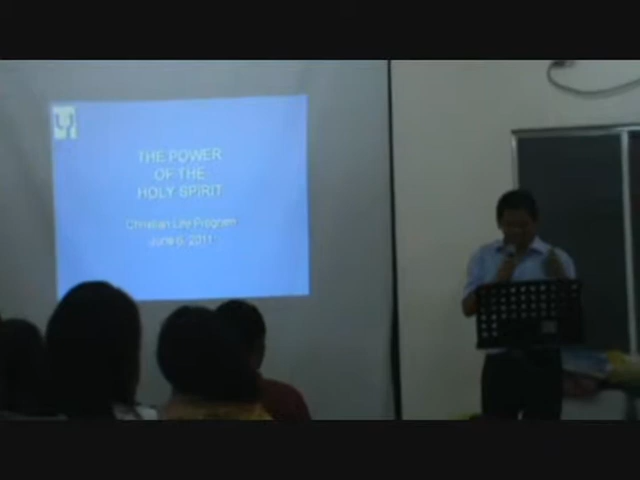 THE POWER
OF THE
HOLY SPIRIT
Christian Life Program
June 6, 2011